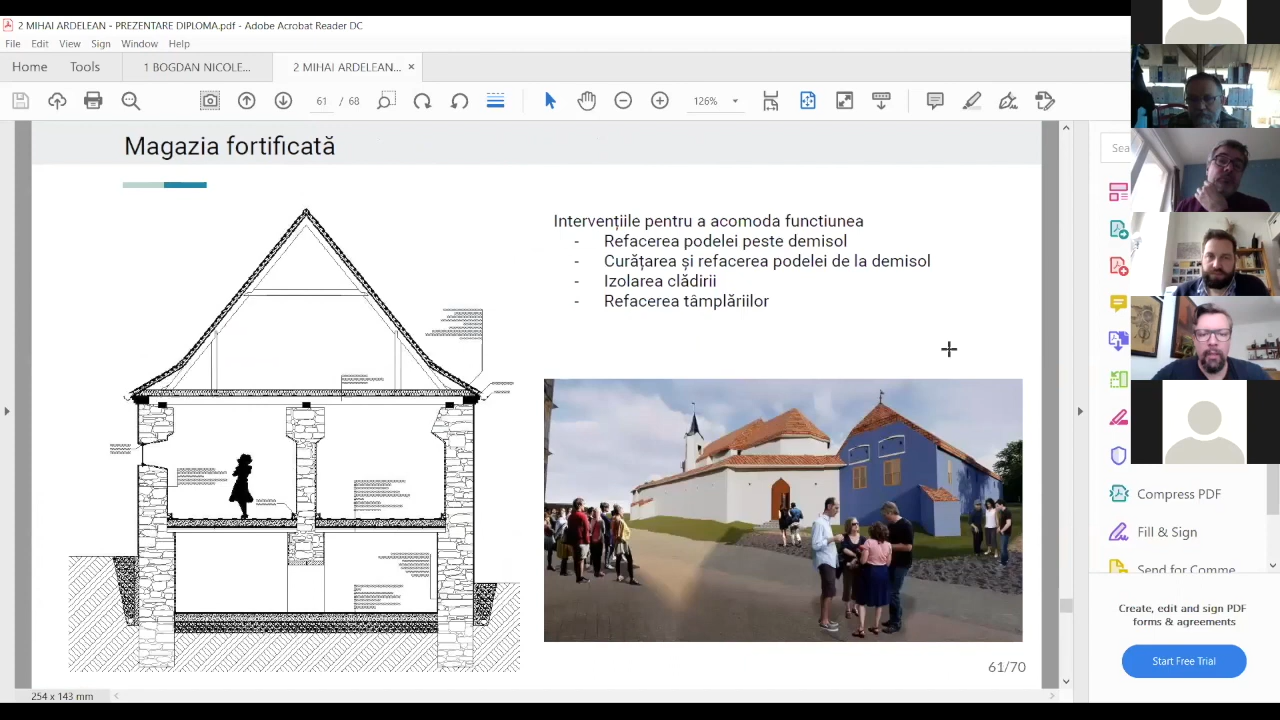 2 MIHAI ARDELEAN - PREZENTARE DIPLOMA.pdf - Adobe Acrobat Reader DC
File Edit View Sign Window Help
Home Tools 1 BOGDAN NICOLE... 2 MIHAI ARDELEAN... ×
61 / 68 126%
Magazia fortificată
Sea
Intervențiile pentru a acomoda functiunea
- Refacerea podelei peste demisol
- Curățarea și refacerea podelei de la demisol
- Izolarea clădirii
- Refacerea tâmplăriilor
Compress PDF
Fill & Sign
Send for Comme
Create, edit and sign PDF
forms & agreements
Start Free Trial
61/70
254 x 143 mm